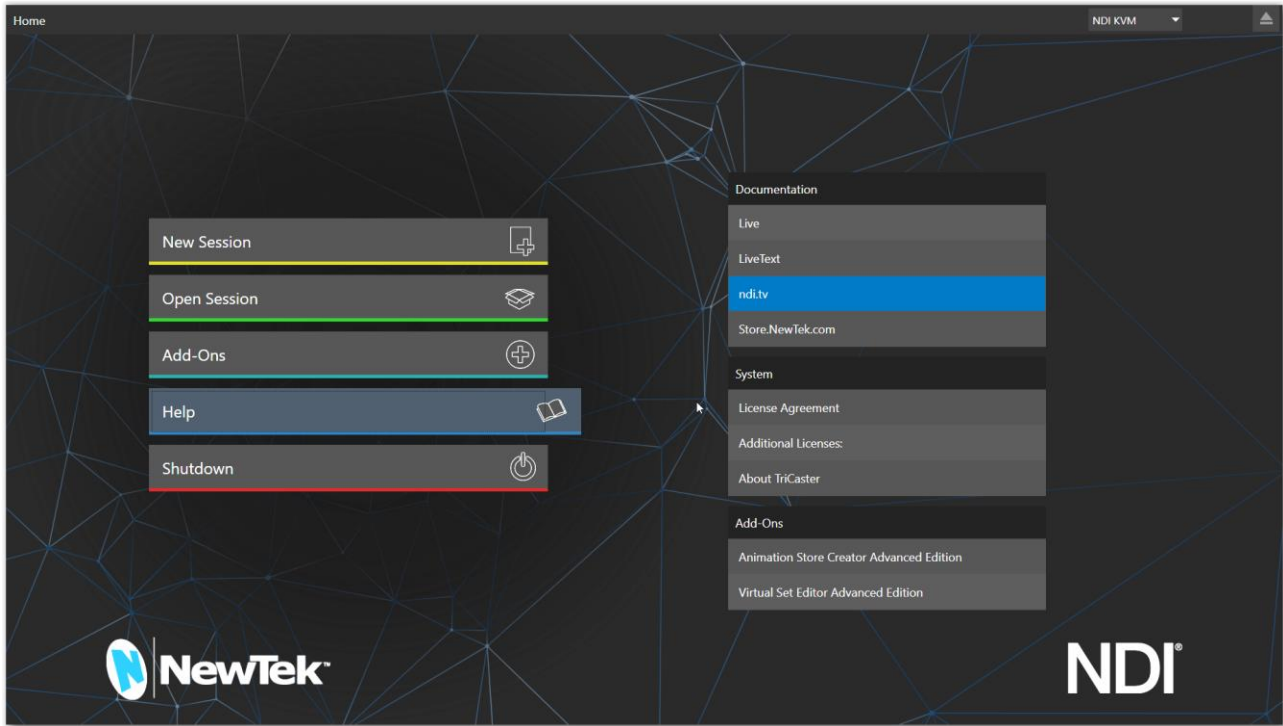 Home
NDI KVM
New Session
Open Session
Add-Ons
Help
Shutdown
Documentation
Live
LiveText
ndi.tv
Store.NewTek.com
System
License Agreement
Additional Licenses:
About TriCaster
Add-Ons
Animation Store Creator Advanced Edition
Virtual Set Editor Advanced Edition
NewTek™
NDI®